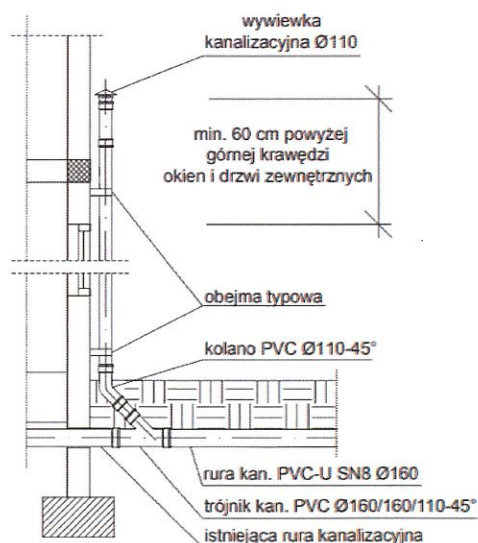 wywiewka
kanalizacyjna Ø110
min. 60 cm powyżej
górnej krawędzi
okien i drzwi zewnętrznych
obejma typowa
kolano PVC Ø110-45°
rura kan. PVC-U SN8 Ø160
trójnik kan. PVC Ø160/160/110-45°
istniejąca rura kanalizacyjna